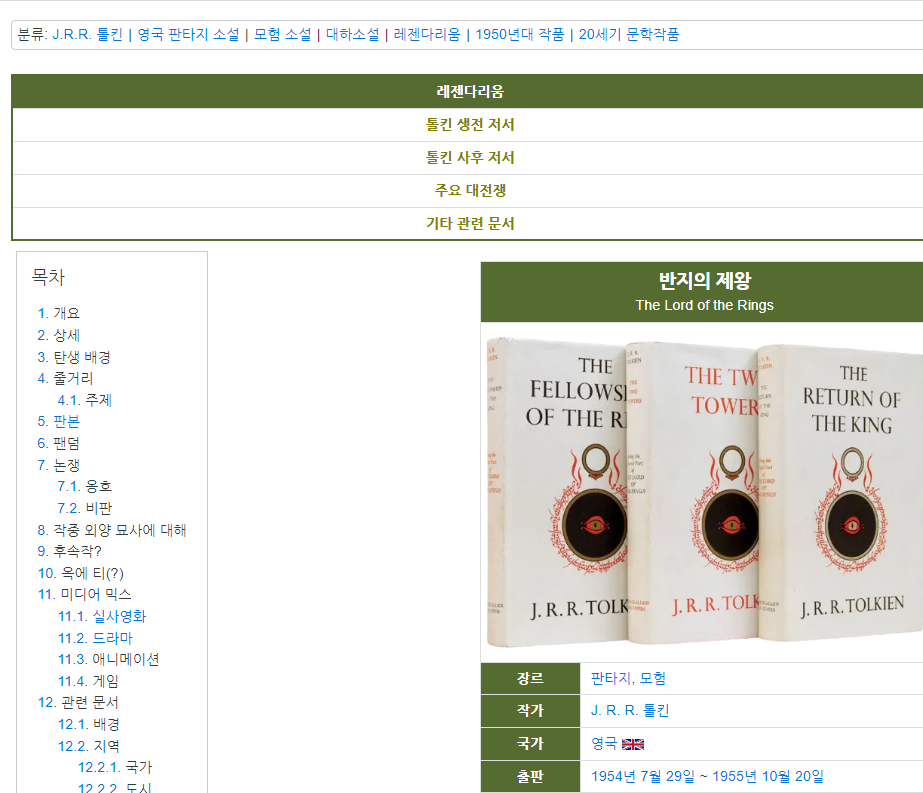 분류: J.R.R. 톨킨 | 영국 판타지 소설 | 모험 소설 | 대하소설 | 레젠다리움 | 1950년대 작품 | 20세기 문학작품
레젠다리움
톨킨 생전 저서
톨킨 사후 저서
주요 대전쟁
기타 관련 문서
목차
1. 개요
2. 상세
3. 탄생 배경
4. 줄거리
4.1. 주제
5. 판본
6. 팬덤
7. 논쟁
7.1. 옹호
7.2. 비판
8. 작중 외양 묘사에 대해
9. 후속작?
10. 옥에 티(?)
11. 미디어 믹스
11.1. 실사영화
11.2. 드라마
11.3. 애니메이션
11.4. 게임
12. 관련 문서
12.1. 배경
12.2. 지역
12.2.1. 국가
12.2.2. 도시
반지의 제왕
The Lord of the Rings
THE
FELLOWS
OF THE R
J. R. R. TOLK
THE TW
TOWER
J. R. R. TOLK
THE
RETURN OF
THE KING
J. R. R. TOLKIEN
장르 판타지, 모험
작가 J. R. R. 톨킨
국가 영국
출판 1954년 7월 29일 ~ 1955년 10월 20일